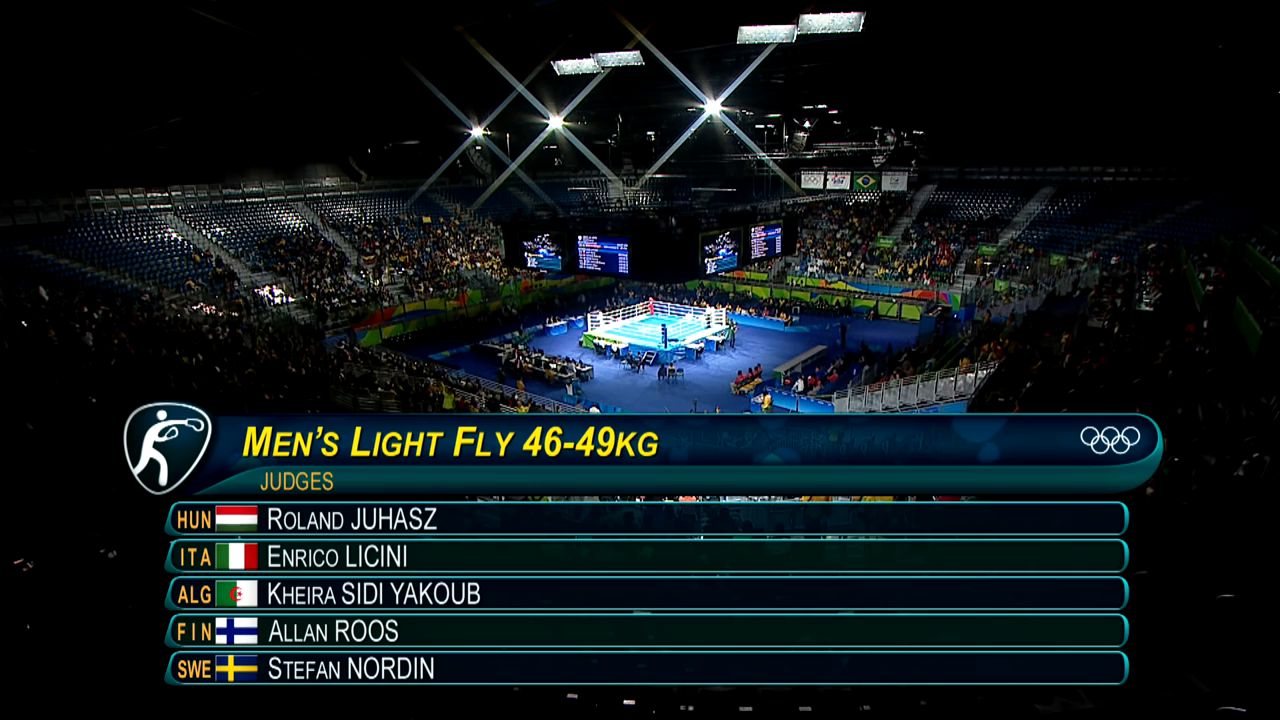 MEN'S LIGHT FLY 46-49KG
JUDGES
HUN ROLAND JUHASZ
ITA ENRICO LICINI
ALG KHEIRA SIDI YAKOUB
FIN ALLAN ROOS
SWE STEFAN NORDIN